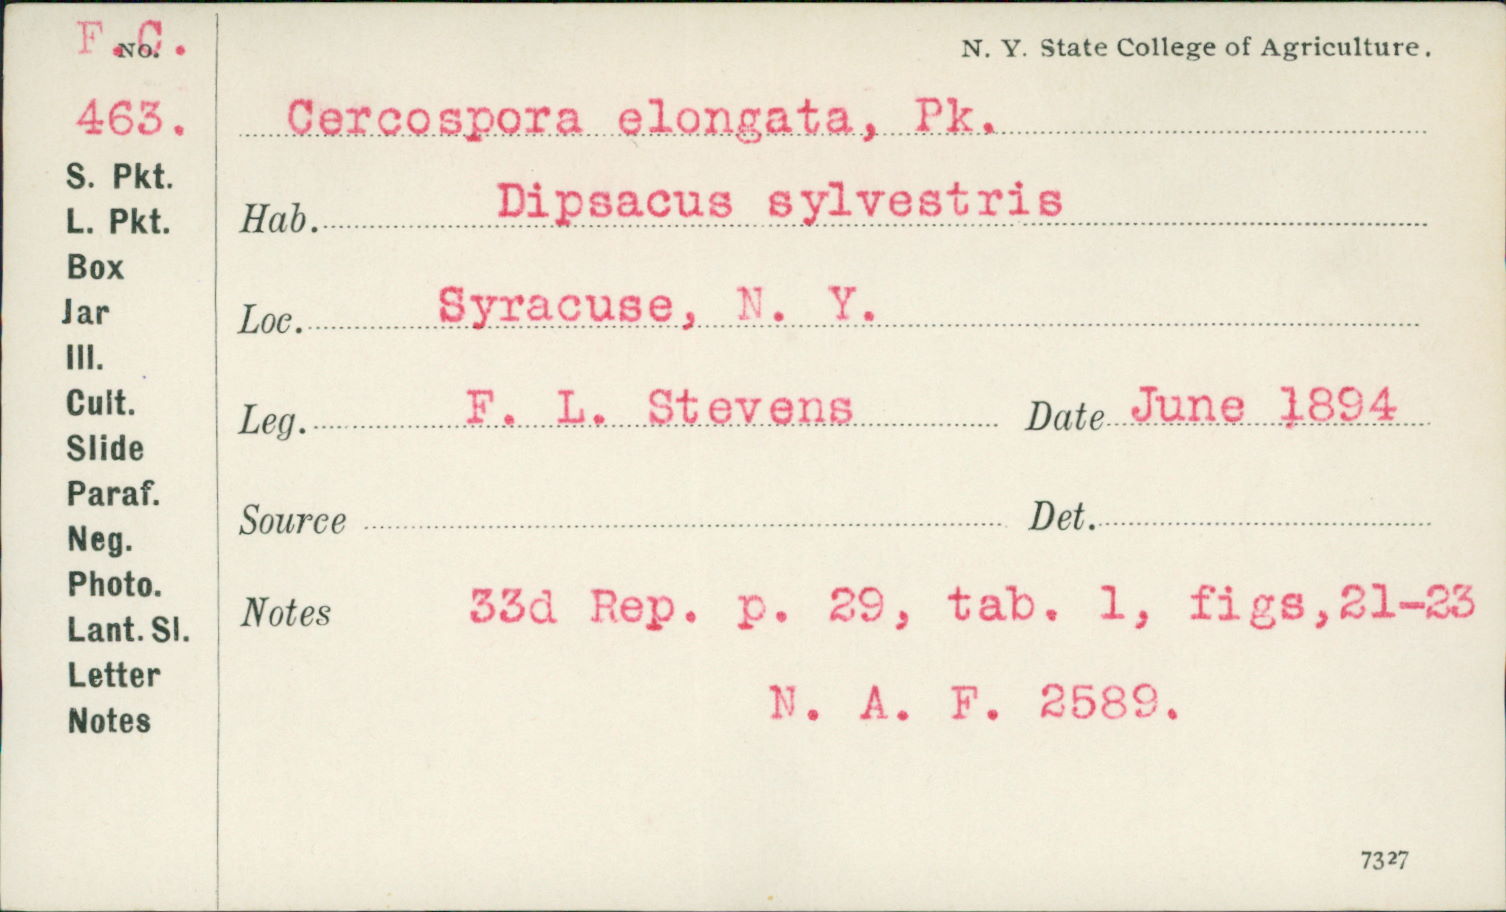 F. C.
No.
N. Y. State College of Agriculture.
463.
Cercospora elongata, Pk.
S. Pkt.
L. Pkt.
Hab. Dipsacus sylvestris
Box
Jar
Loc. Syracuse, N. Y.
Ill.
Cult.
Leg. F. L. Stevens Date June 1894
Slide
Paraf.
Source Det.
Neg.
Photo.
Notes 33d Rep. p. 29, tab. 1, figs,21-23
Lant. Sl.
Letter
N. A. F. 2589.
Notes
7327